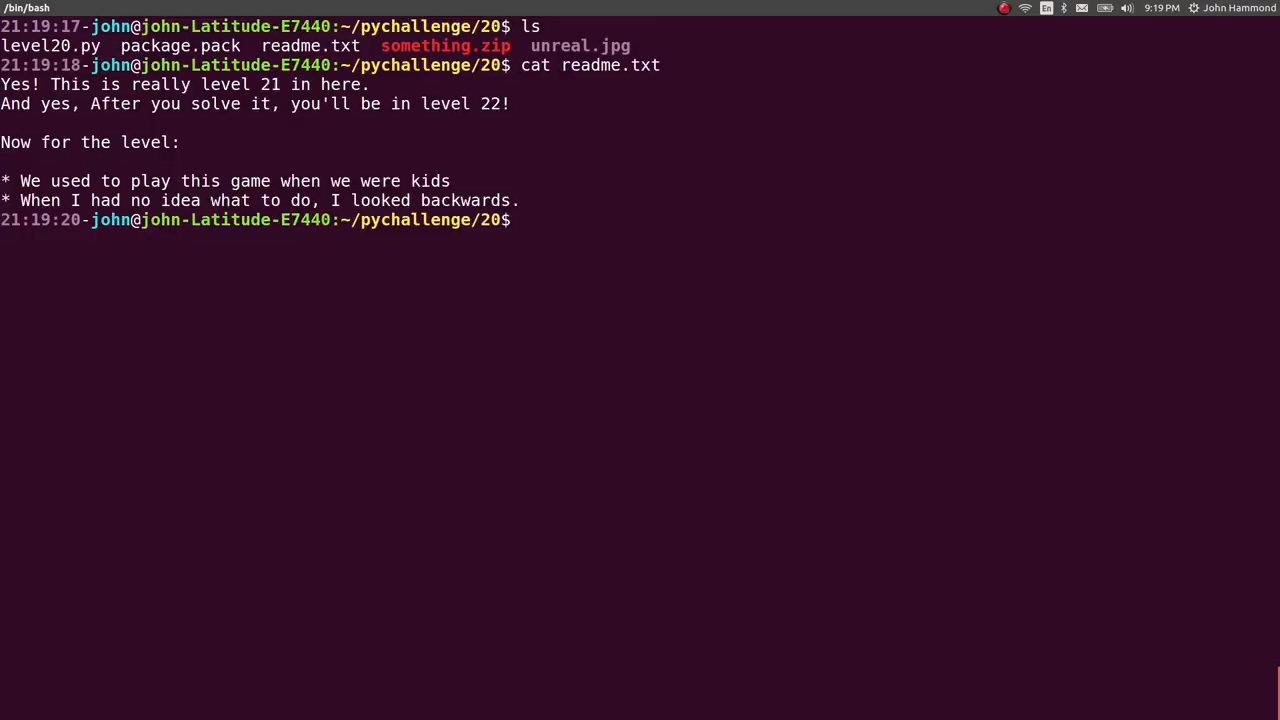 /bin/bash En 9:19 PM John Hammond
21:19:17-john@john-Latitude-E7440:~/pychallenge/20$ ls
level20.py package.pack readme.txt something.zip unreal.jpg
21:19:18-john@john-Latitude-E7440:~/pychallenge/20$ cat readme.txt
Yes! This is really level 21 in here.
And yes, After you solve it, you'll be in level 22!
Now for the level:
* We used to play this game when we were kids
* When I had no idea what to do, I looked backwards.
21:19:20-john@john-Latitude-E7440:~/pychallenge/20$